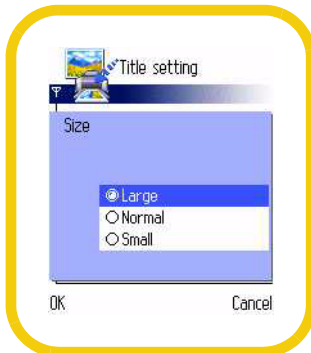 Title setting
Size
Large
Normal
Small
OK Cancel